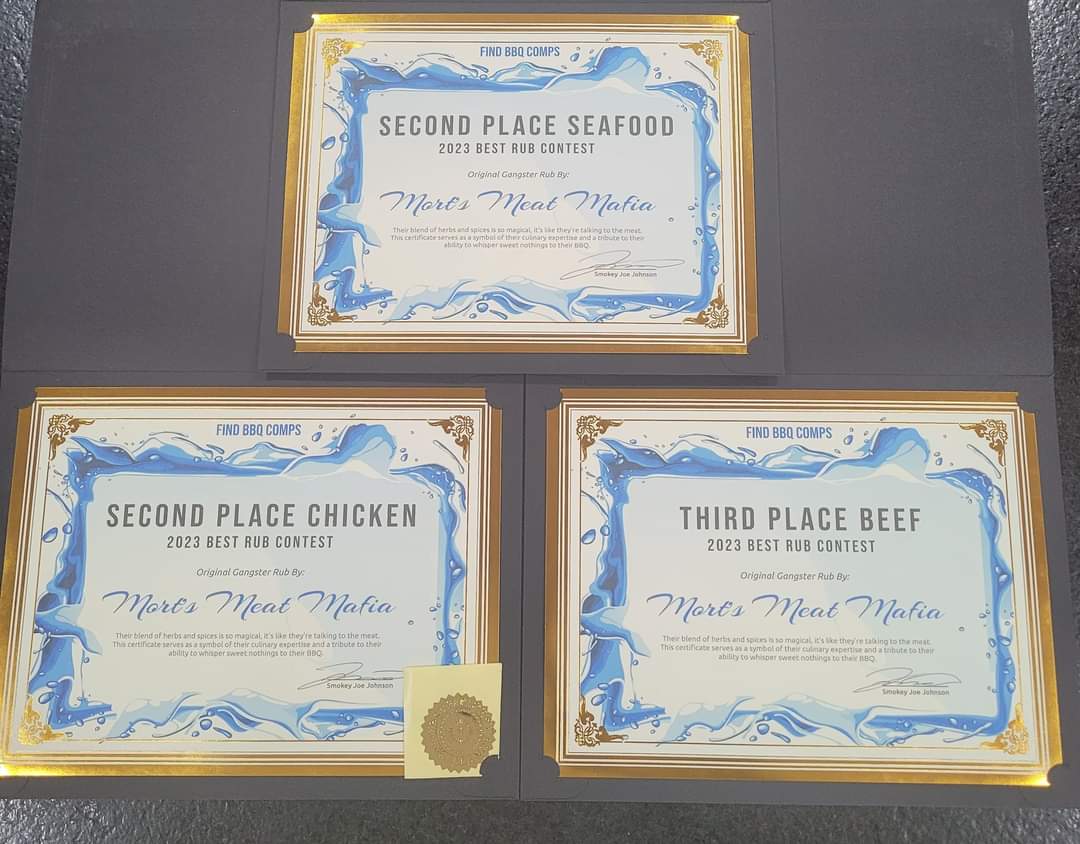 FIND BBQ COMPS
SECOND PLACE SEAFOOD
2023 BEST RUB CONTEST
Original Gangster Rub By:
Mort's Meat Mafia
Their blend of herbs and spices is so magical, it's like they're talking to the meat.
This certificate serves as a symbol of their culinary expertise and a tribute to their
ability to whisper sweet nothings to their BBQ.
Smokey Joe Johnson
FIND BBQ COMPS
SECOND PLACE CHICKEN
2023 BEST RUB CONTEST
Original Gangster Rub By:
Mort's Meat Mafia
Their blend of herbs and spices is so magical, it's like they're talking to the meat.
This certificate serves as a symbol of their culinary expertise and a tribute to their
ability to whisper sweet nothings to their BBQ.
Smokey Joe Johnson
FIND BBQ COMPS
THIRD PLACE BEEF
2023 BEST RUB CONTEST
Original Gangster Rub By:
Mort's Meat Mafia
Their blend of herbs and spices is so magical, it's like they're talking to the meat.
This certificate serves as a symbol of their culinary expertise and a tribute to their
ability to whisper sweet nothings to their BBQ.
Smokey Joe Johnson